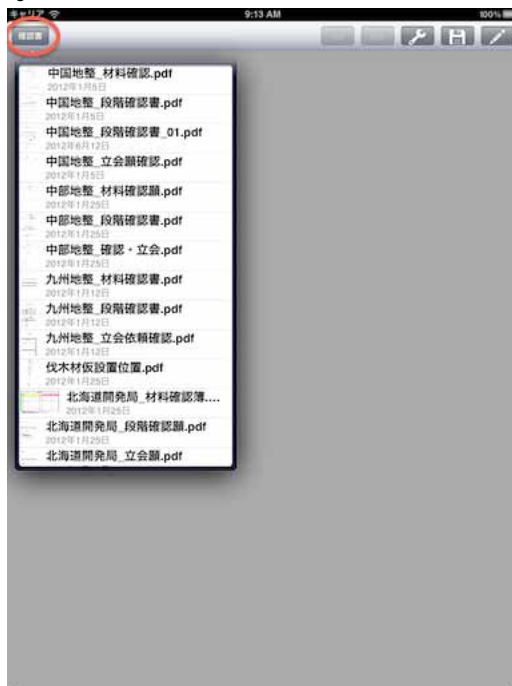 キャリア 9:13 AM 100%
確認書
中国地整_材料確認.pdf
2012年1月5日
中国地整_段階確認書.pdf
2012年1月5日
中国地整_段階確認書_01.pdf
2012年6月12日
中国地整_立会願確認.pdf
2012年1月5日
中部地整_材料確認願.pdf
2012年1月25日
中部地整_段階確認書.pdf
2012年1月25日
中部地整_確認・立会.pdf
2012年1月25日
九州地整_材料確認書.pdf
2012年1月12日
九州地整_段階確認書.pdf
2012年1月12日
九州地整_立会依頼確認.pdf
2012年1月12日
伐木材仮設置位置.pdf
2012年1月25日
北海道開発局_材料確認簿....
2012年1月25日
北海道開発局_段階確認願.pdf
2012年1月25日
北海道開発局_立会願.pdf